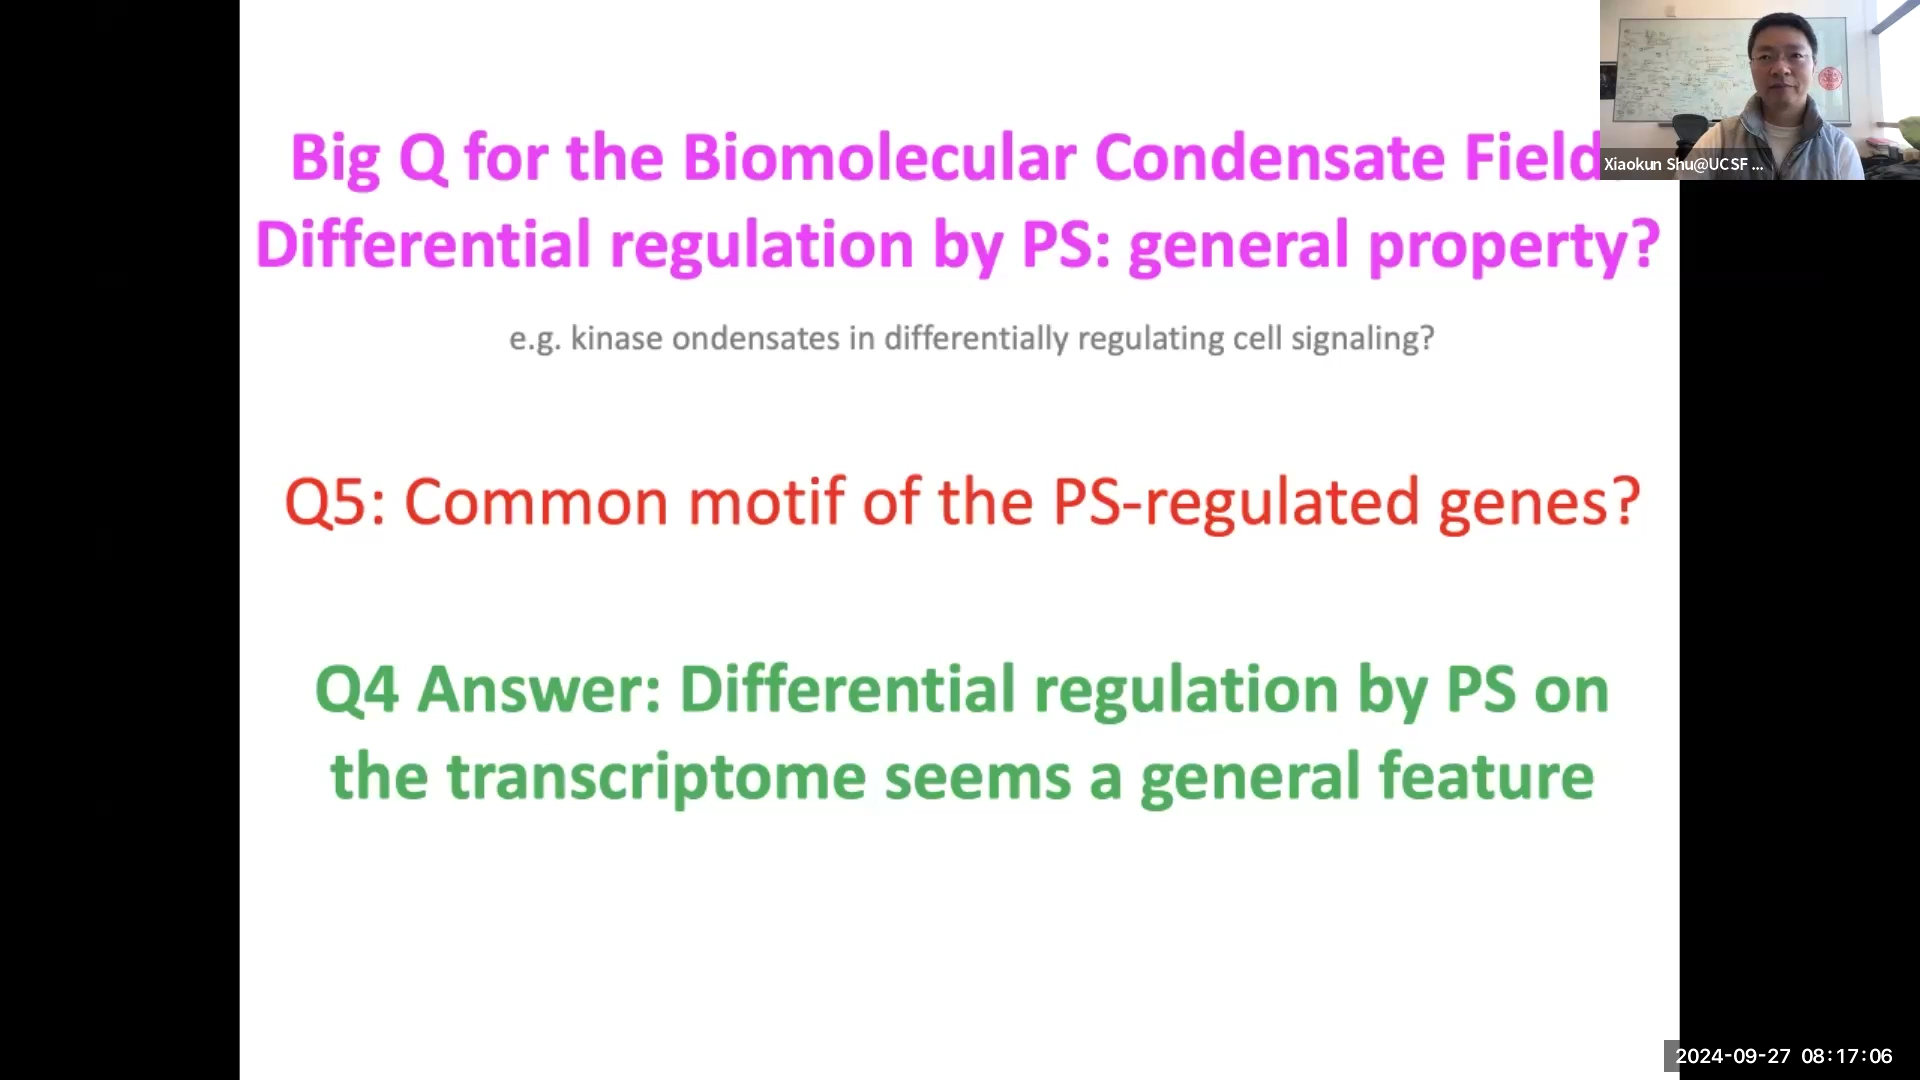 Big Q for the Biomolecular Condensate Field
Differential regulation by PS: general property?
e.g. kinase ondensates in differentially regulating cell signaling?
Q5: Common motif of the PS-regulated genes?
Q4 Answer: Differential regulation by PS on
the transcriptome seems a general feature
Xiaokun Shu@UCSF ...
2024-09-27 08:17:06